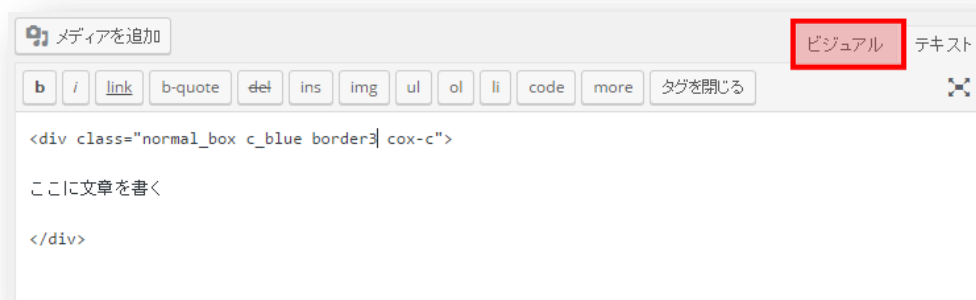 メディアを追加
ビジュアル テキスト
b i link b-quote del ins img ul ol li code more タグを閉じる
<div class="normal_box c_blue border3 cox-c">
ここに文章を書く
</div>